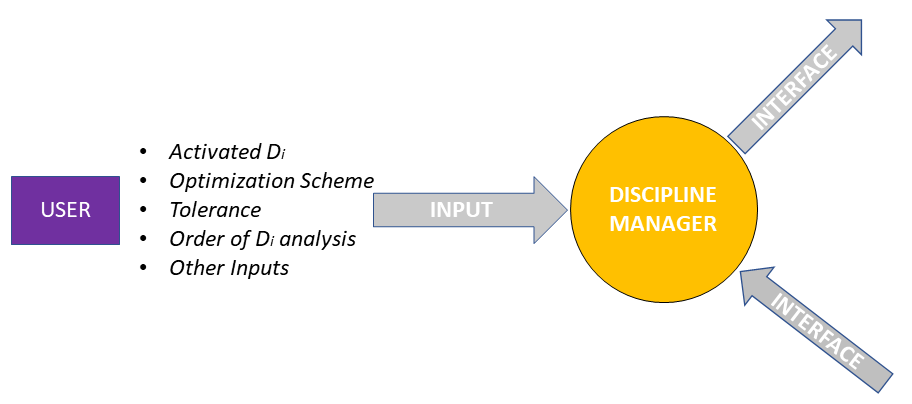 USER
• Activated Di
• Optimization Scheme
• Tolerance
• Order of Di analysis
• Other Inputs
INPUT
DISCIPLINE
MANAGER
INTERFACE
INTERFACE